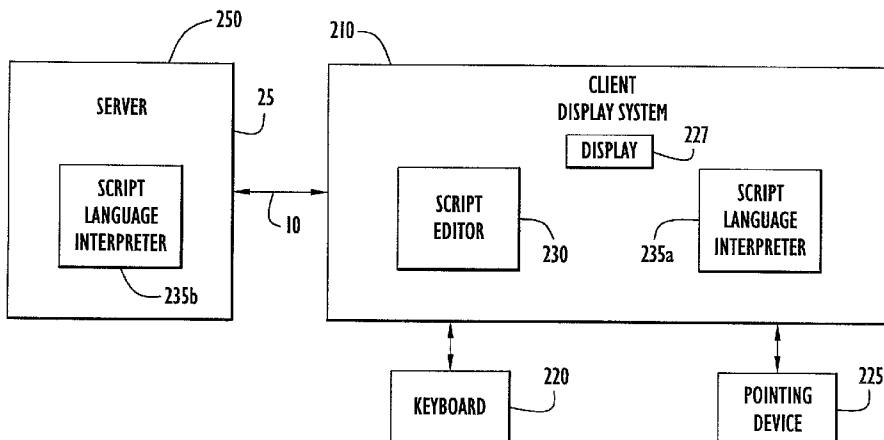 250
210
SERVER
25
CLIENT
DISPLAY SYSTEM
227
DISPLAY
SCRIPT
LANGUAGE
INTERPRETER
235b
10
SCRIPT
EDITOR
230
235a
SCRIPT
LANGUAGE
INTERPRETER
KEYBOARD
220
POINTING
DEVICE
225